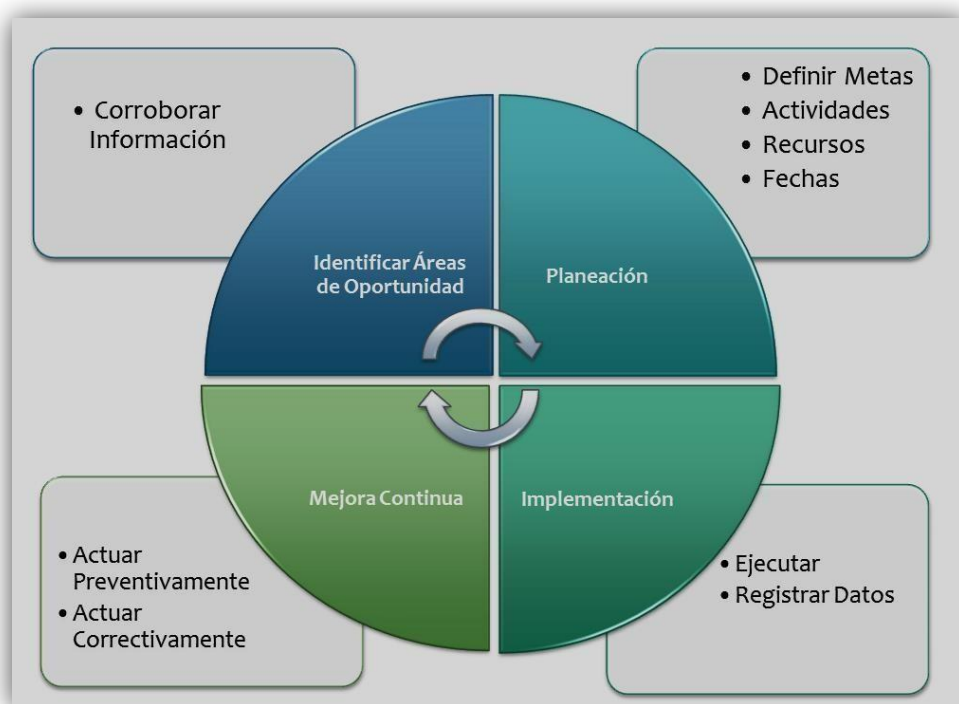 • Corroborar
Información
• Definir Metas
• Actividades
• Recursos
• Fechas
Identificar Áreas
de Oportunidad
Planeación
Mejora Continua
Implementación
• Actuar
Preventivamente
• Actuar
Correctivamente
• Ejecutar
• Registrar Datos